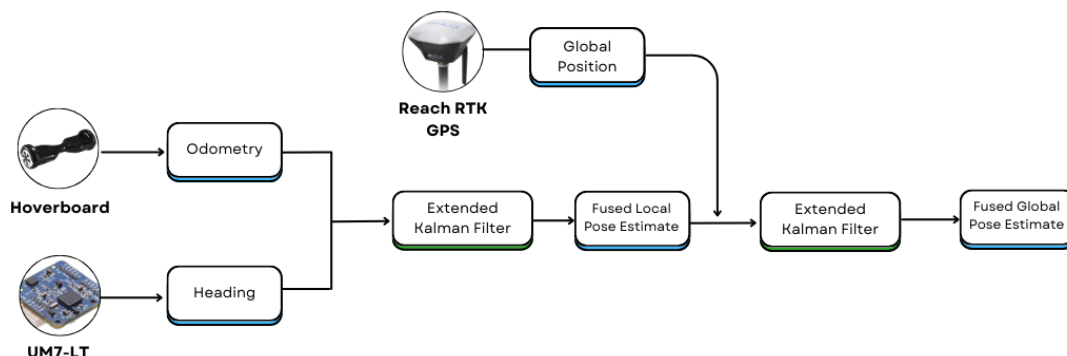 Global
Position
Reach RTK
GPS
Odometry
Hoverboard
Extended
Kalman Filter
Fused Local
Pose Estimate
Extended
Kalman Filter
Fused Global
Pose Estimate
Heading
UM7-LT